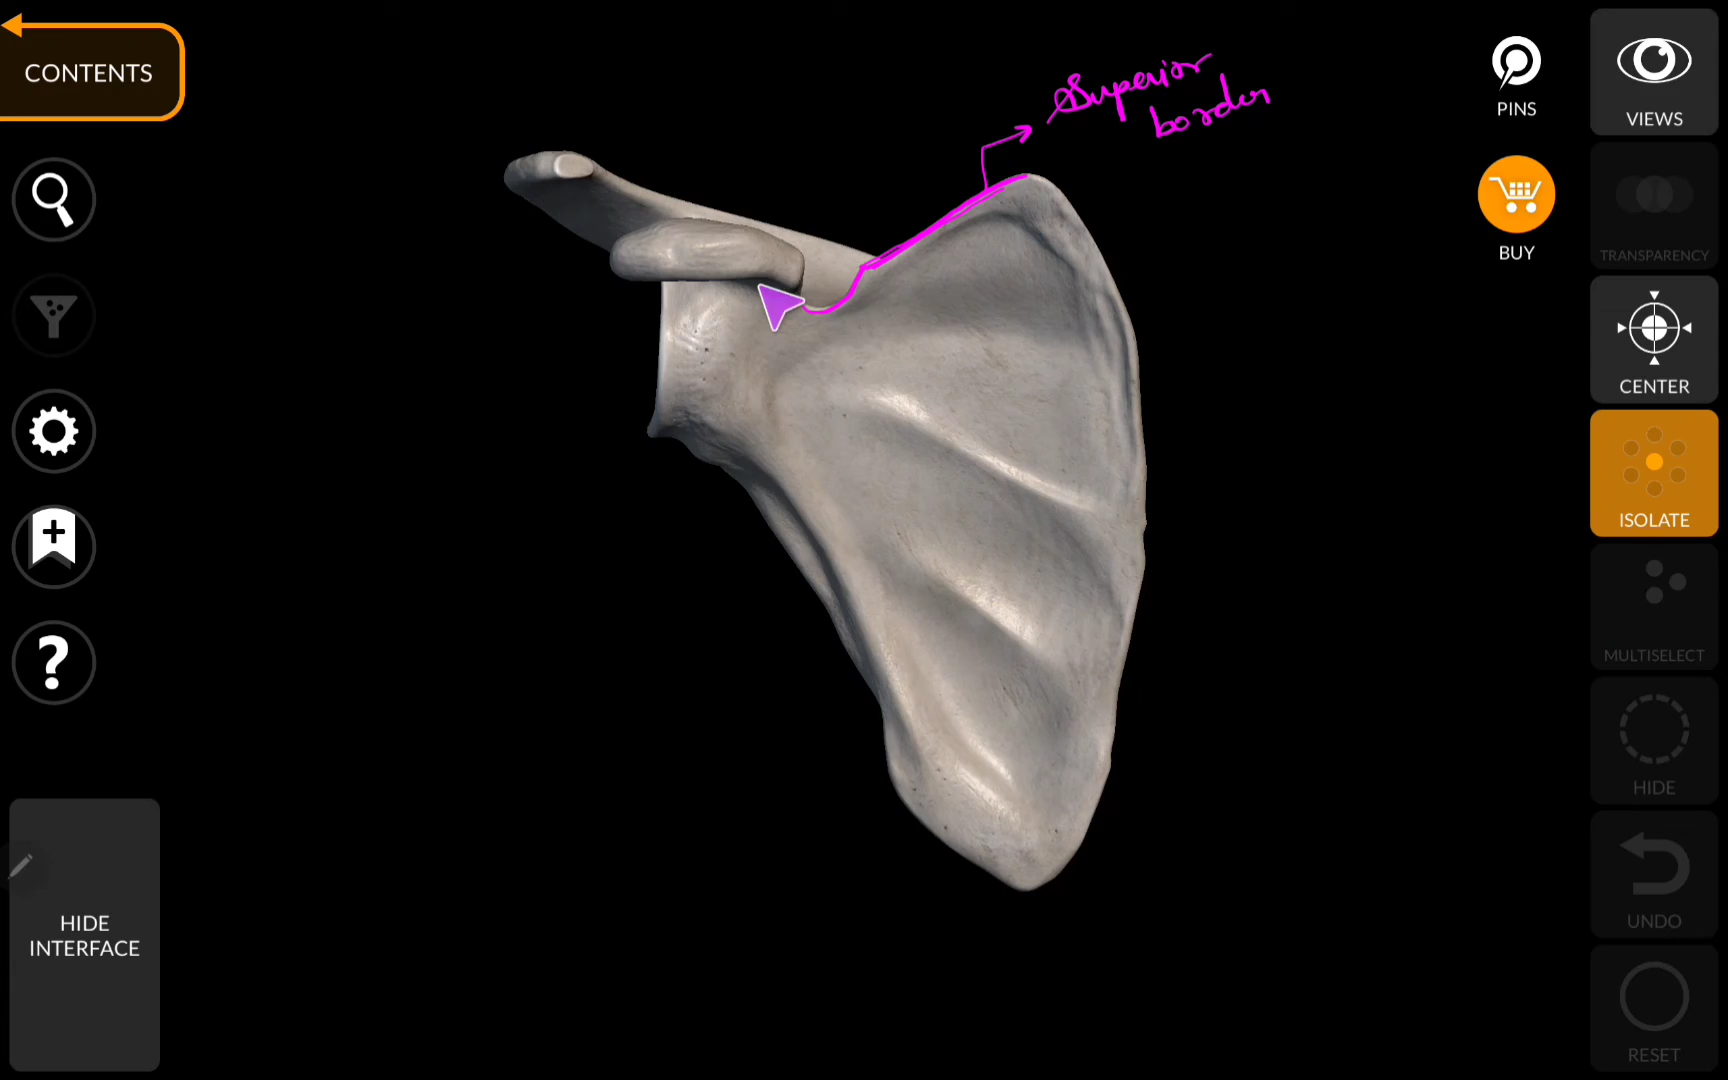 CONTENTS
Superior
border
PINS
VIEWS
BUY
TRANSPARENCY
CENTER
ISOLATE
MULTISELECT
HIDE
HIDE
INTERFACE
UNDO
RESET